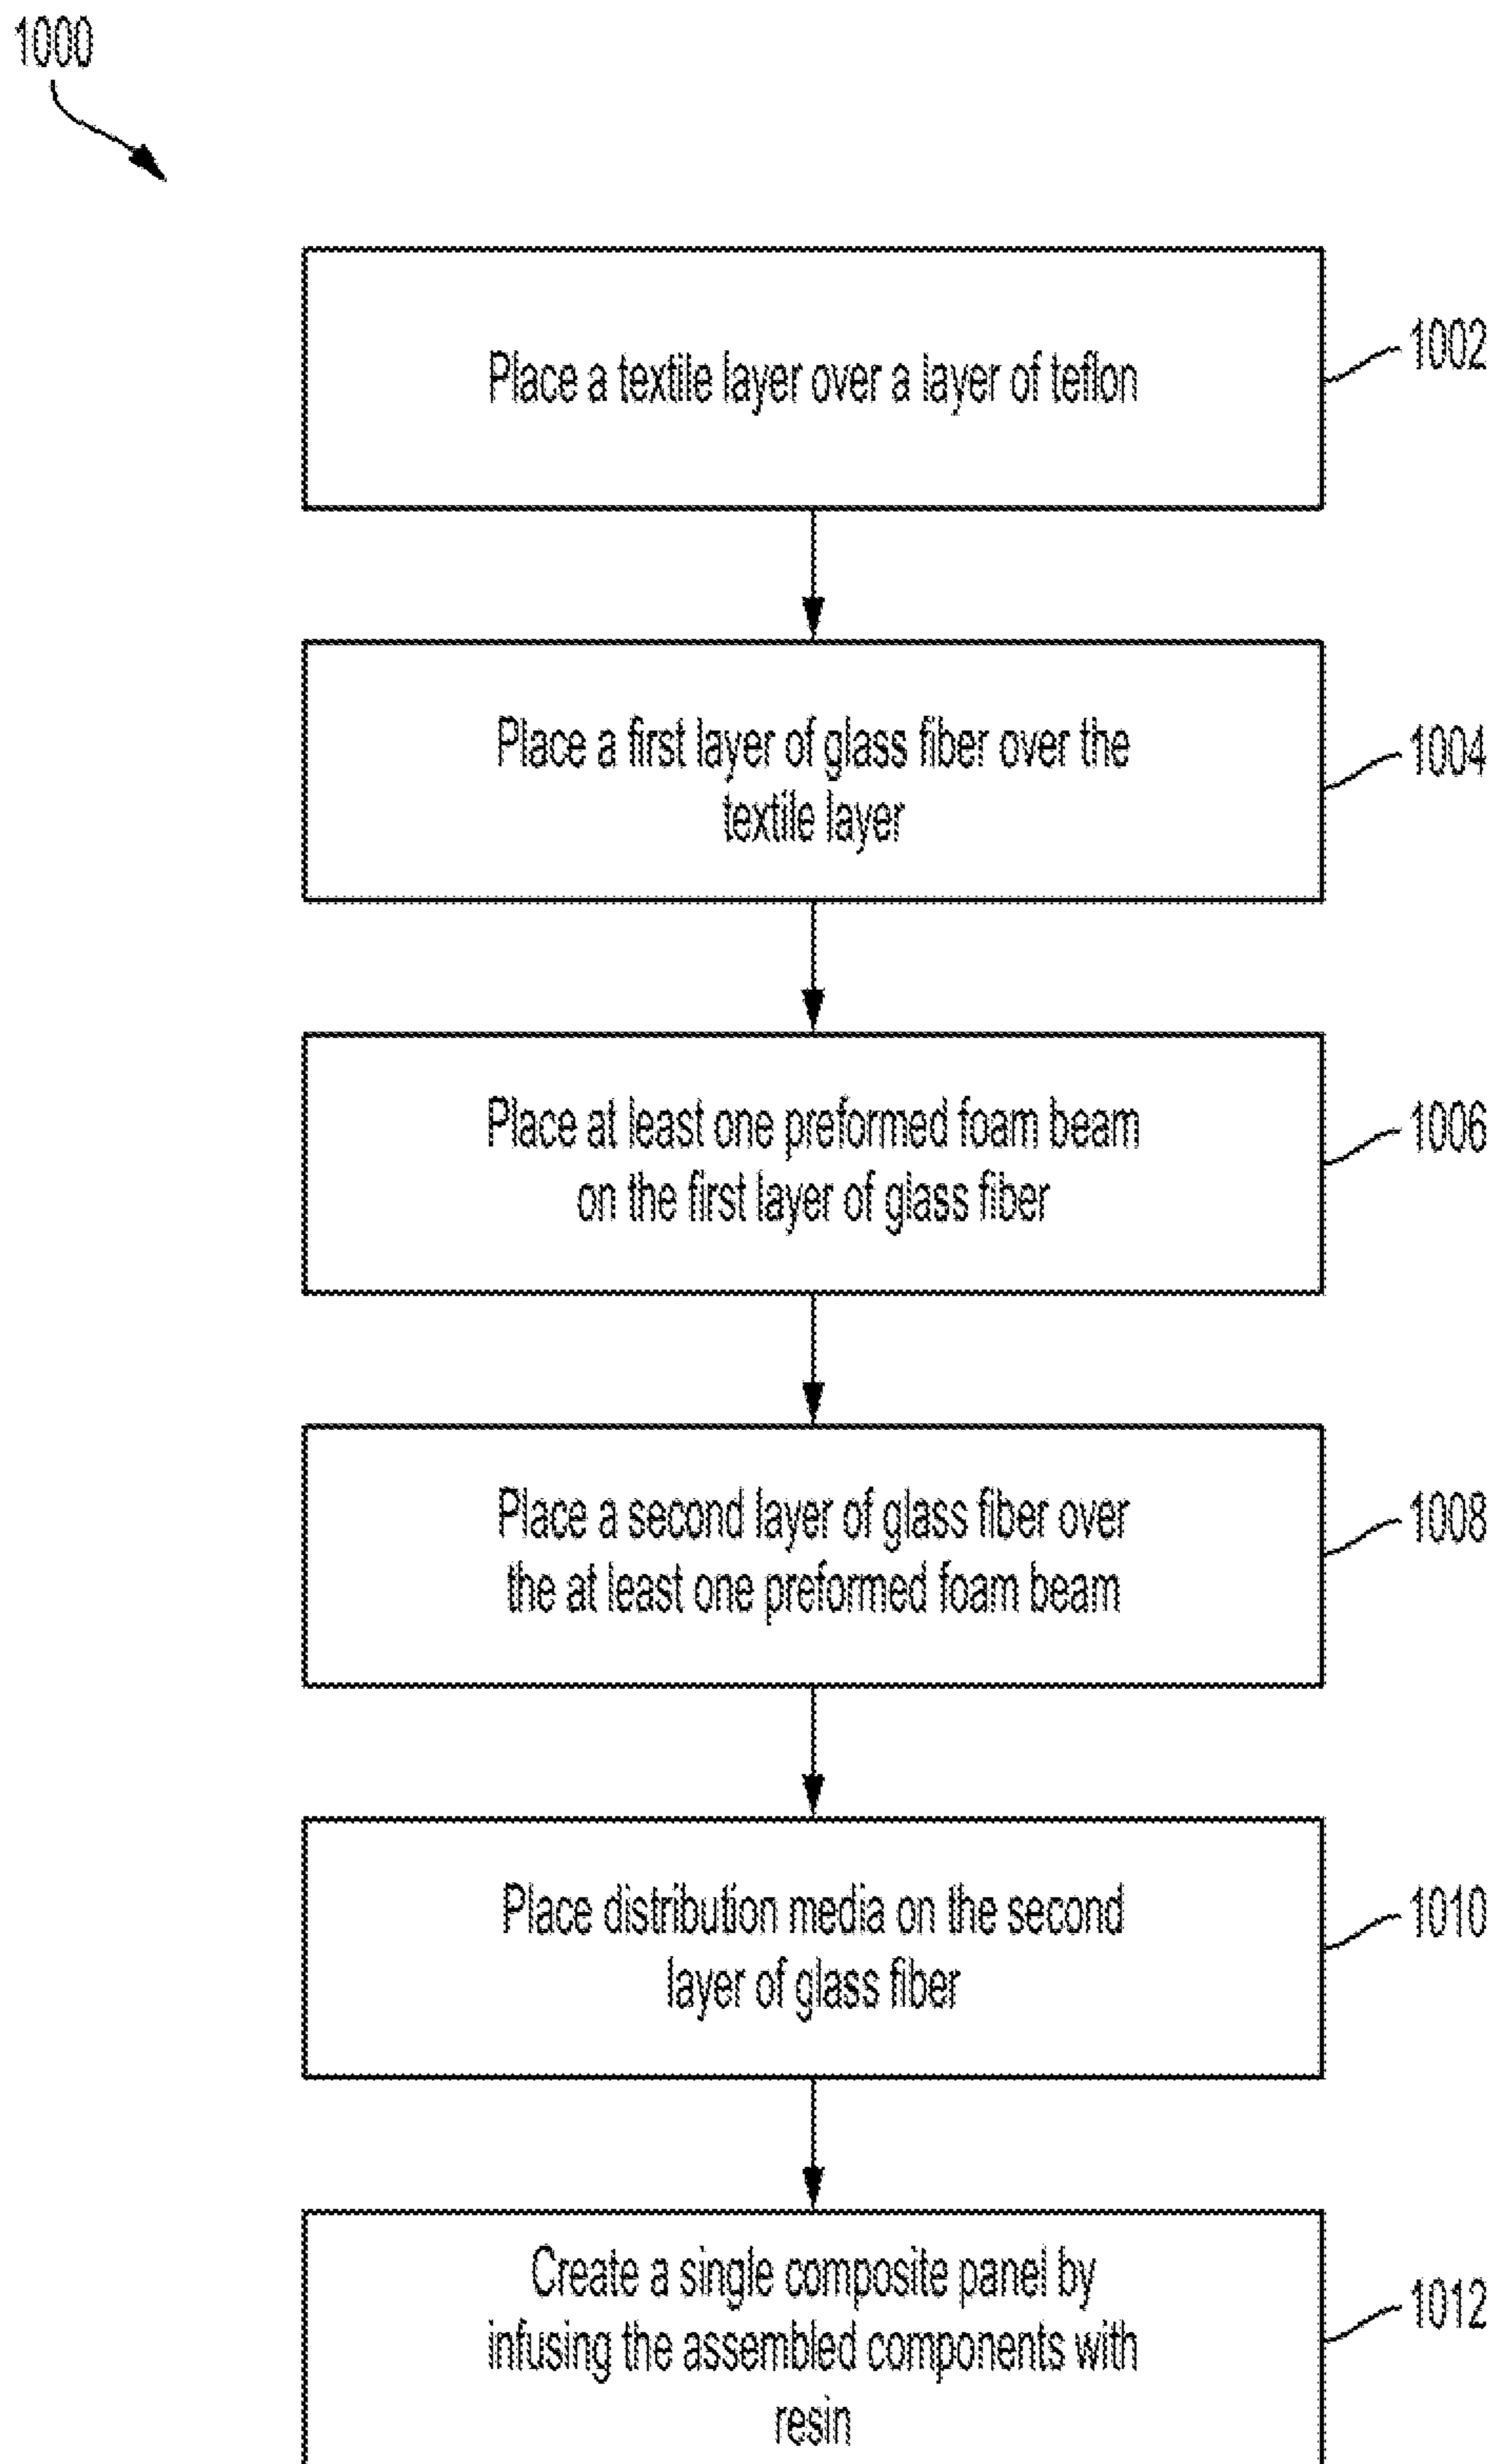 1000
Place a textile layer over a layer of teflon
1002
Place a first layer of glass fiber over the
textile layer
1004
Place at least one preformed foam beam
on the first layer of glass fiber
1006
Place a second layer of glass fiber over
the at least one preformed foam beam
1008
Place distribution media on the second
layer of glass fiber
1010
Create a single composite panel by
infusing the assembled components with
resin
1012